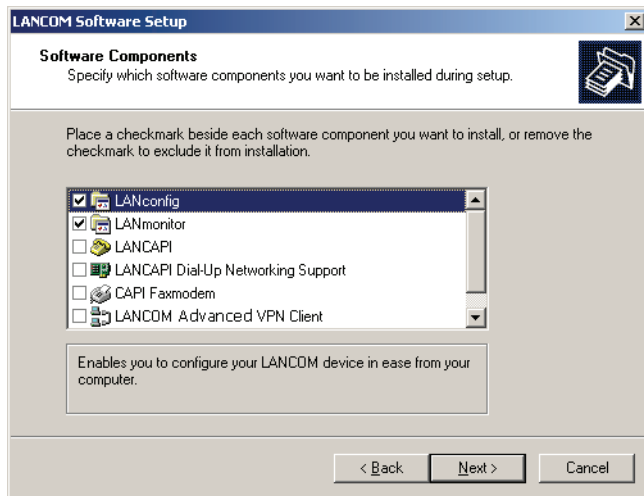 LANCOM Software Setup
Software Components
Specify which software components you want to be installed during setup.
Place a checkmark beside each software component you want to install, or remove the
checkmark to exclude it from installation.
LANconfig
LANmonitor
LANCAPI
LANCAPI Dial-Up Networking Support
CAPI Faxmodem
LANCOM Advanced VPN Client
Enables you to configure your LANCOM device in ease from your
computer.
< Back
Next >
Cancel